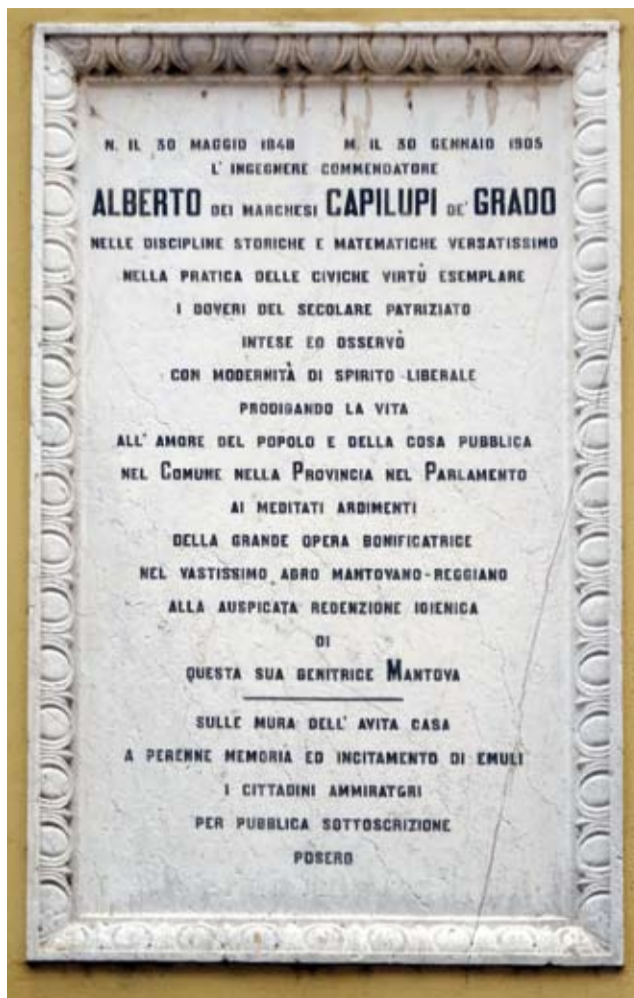 N. IL 30 MAGGIO 1848 M. IL 30 GENNAIO 1905
L' INGEGNERE COMMENDATORE
ALBERTO DEI MARCHESI CAPILUPI DE' GRADO
NELLE DISCIPLINE STORICHE E MATEMATICHE VERSATISSIMO
NELLA PRATICA DELLE CIVICHE VIRTÙ ESEMPLARE
I DOVERI DEL SECOLARE PATRIZIATO
INTESE ED OSSERVÒ
CON MODERNITÀ DI SPIRITO LIBERALE
PRODIGANDO LA VITA
ALL' AMORE DEL POPOLO E DELLA COSA PUBBLICA
NEL COMUNE NELLA PROVINCIA NEL PARLAMENTO
AI MEDITATI ARDIMENTI
DELLA GRANDE OPERA BONIFICATRICE
NEL VASTISSIMO AGRO MANTOVANO-REGGIANO
ALLA AUSPICATA REDENZIONE IGIENICA
DI
QUESTA SUA GENITRICE MANTOVA
SULLE MURA DELL' AVITA CASA
A PERENNE MEMORIA ED INCITAMENTO DI EMULI
I CITTADINI AMMIRATORI
PER PUBBLICA SOTTOSCRIZIONE
POSERO